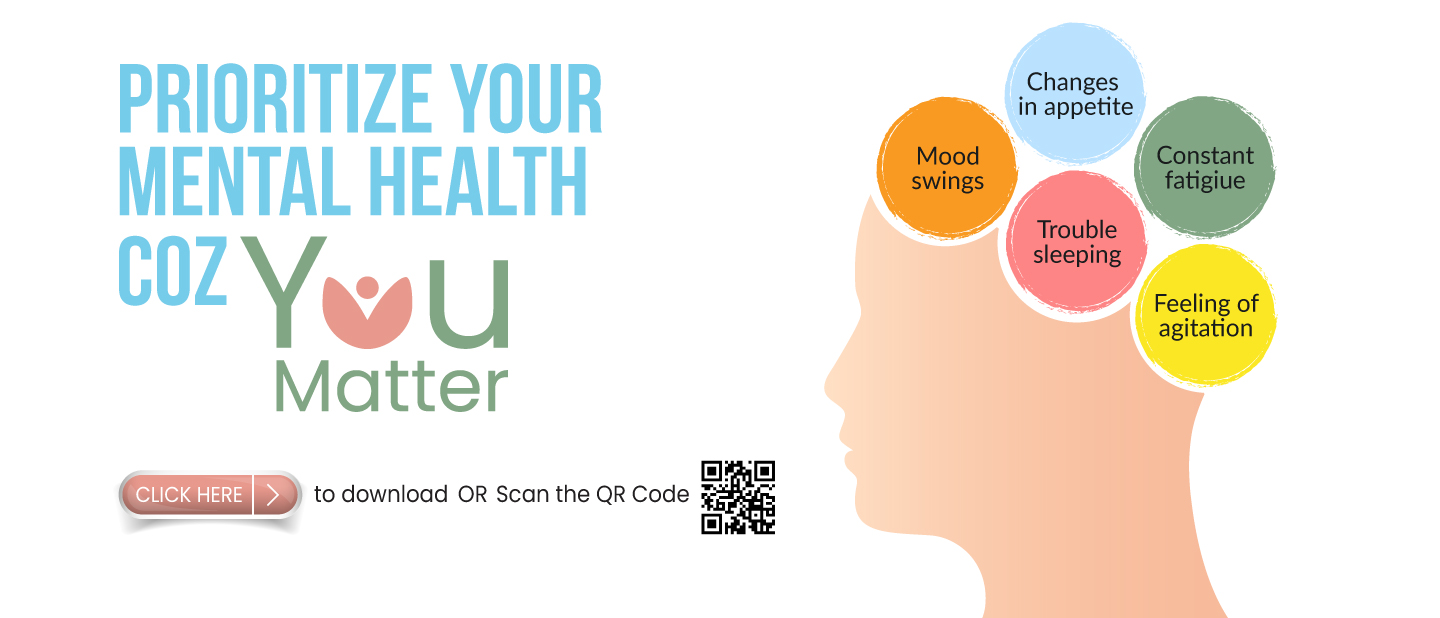 PRIORITIZE YOUR
MENTAL HEALTH
COZ You
Matter
CLICK HERE to download OR Scan the QR Code
Changes
in appetite
Mood
swings
Constant
fatigiue
Trouble
sleeping
Feeling of
agitation